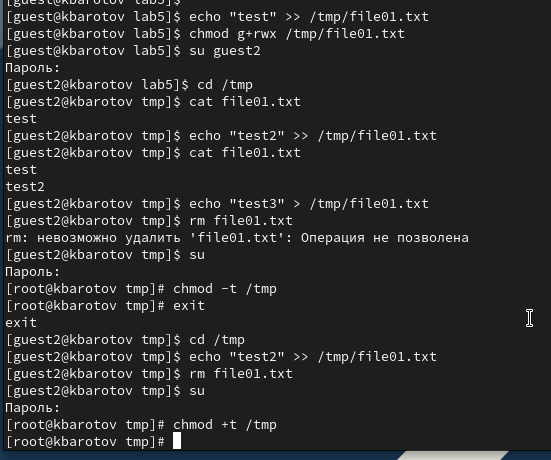 [guest@kbarotov lab5]$
[guest@kbarotov lab5]$ echo "test" >> /tmp/file01.txt
[guest@kbarotov lab5]$ chmod g+rwx /tmp/file01.txt
[guest@kbarotov lab5]$ su guest2
Пароль:
[guest2@kbarotov lab5]$ cd /tmp
[guest2@kbarotov tmp]$ cat file01.txt
test
[guest2@kbarotov tmp]$ echo "test2" >> /tmp/file01.txt
[guest2@kbarotov tmp]$ cat file01.txt
test
test2
[guest2@kbarotov tmp]$ echo "test3" > /tmp/file01.txt
[guest2@kbarotov tmp]$ rm file01.txt
rm: невозможно удалить 'file01.txt': Операция не позволена
[guest2@kbarotov tmp]$ su
Пароль:
[root@kbarotov tmp]# chmod -t /tmp
[root@kbarotov tmp]# exit
exit
[guest2@kbarotov tmp]$ cd /tmp
[guest2@kbarotov tmp]$ echo "test2" >> /tmp/file01.txt
[guest2@kbarotov tmp]$ rm file01.txt
[guest2@kbarotov tmp]$ su
Пароль:
[root@kbarotov tmp]# chmod +t /tmp
[root@kbarotov tmp]#